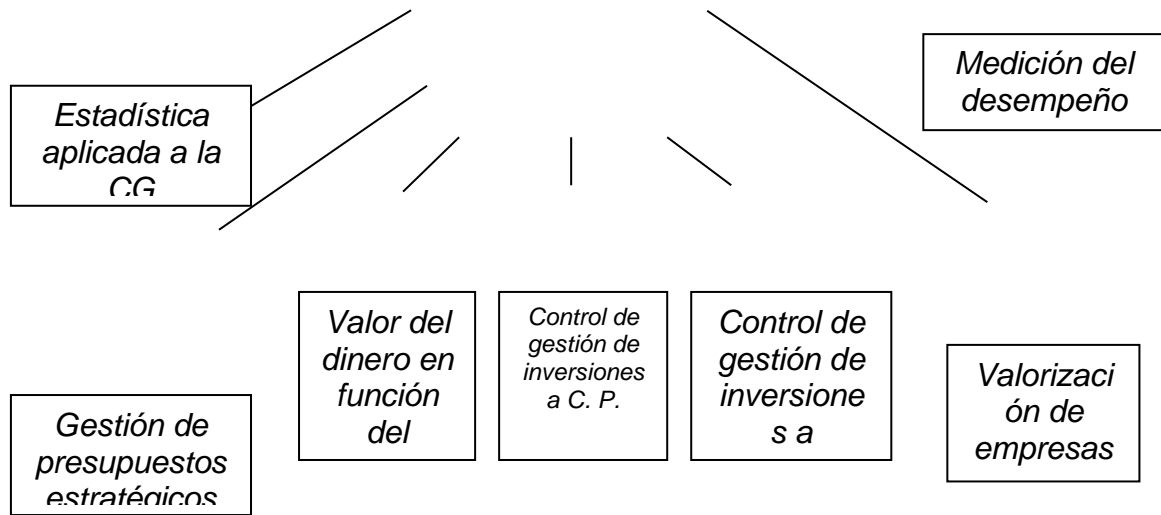 Medición del
desempeño
Estadística
aplicada a la
CG
Valor del
dinero en
función
del
Control de
gestión de
inversiones
a C. P.
Control de
gestión de
inversione
s a
Valorizaci
ón de
empresas
Gestión de
presupuestos
estratégicos